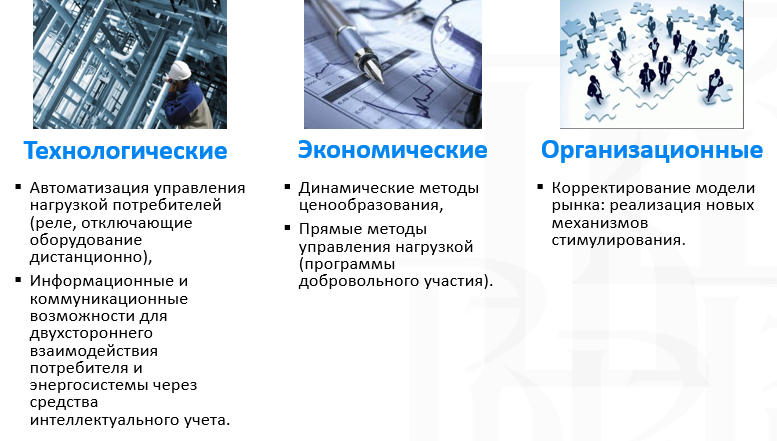 Технологические
▪ Автоматизация управления
нагрузкой потребителей
(реле, отключающие
оборудование
дистанционно),
▪ Информационные и
коммуникационные
возможности для
двухстороннего
взаимодействия
потребителя и
энергосистемы через
средства
интеллектуального учета.
Экономические
▪ Динамические методы
ценообразования,
▪ Прямые методы
управления нагрузкой
(программы
добровольного участия).
Организационные
▪ Корректирование модели
рынка: реализация новых
механизмов
стимулирования.